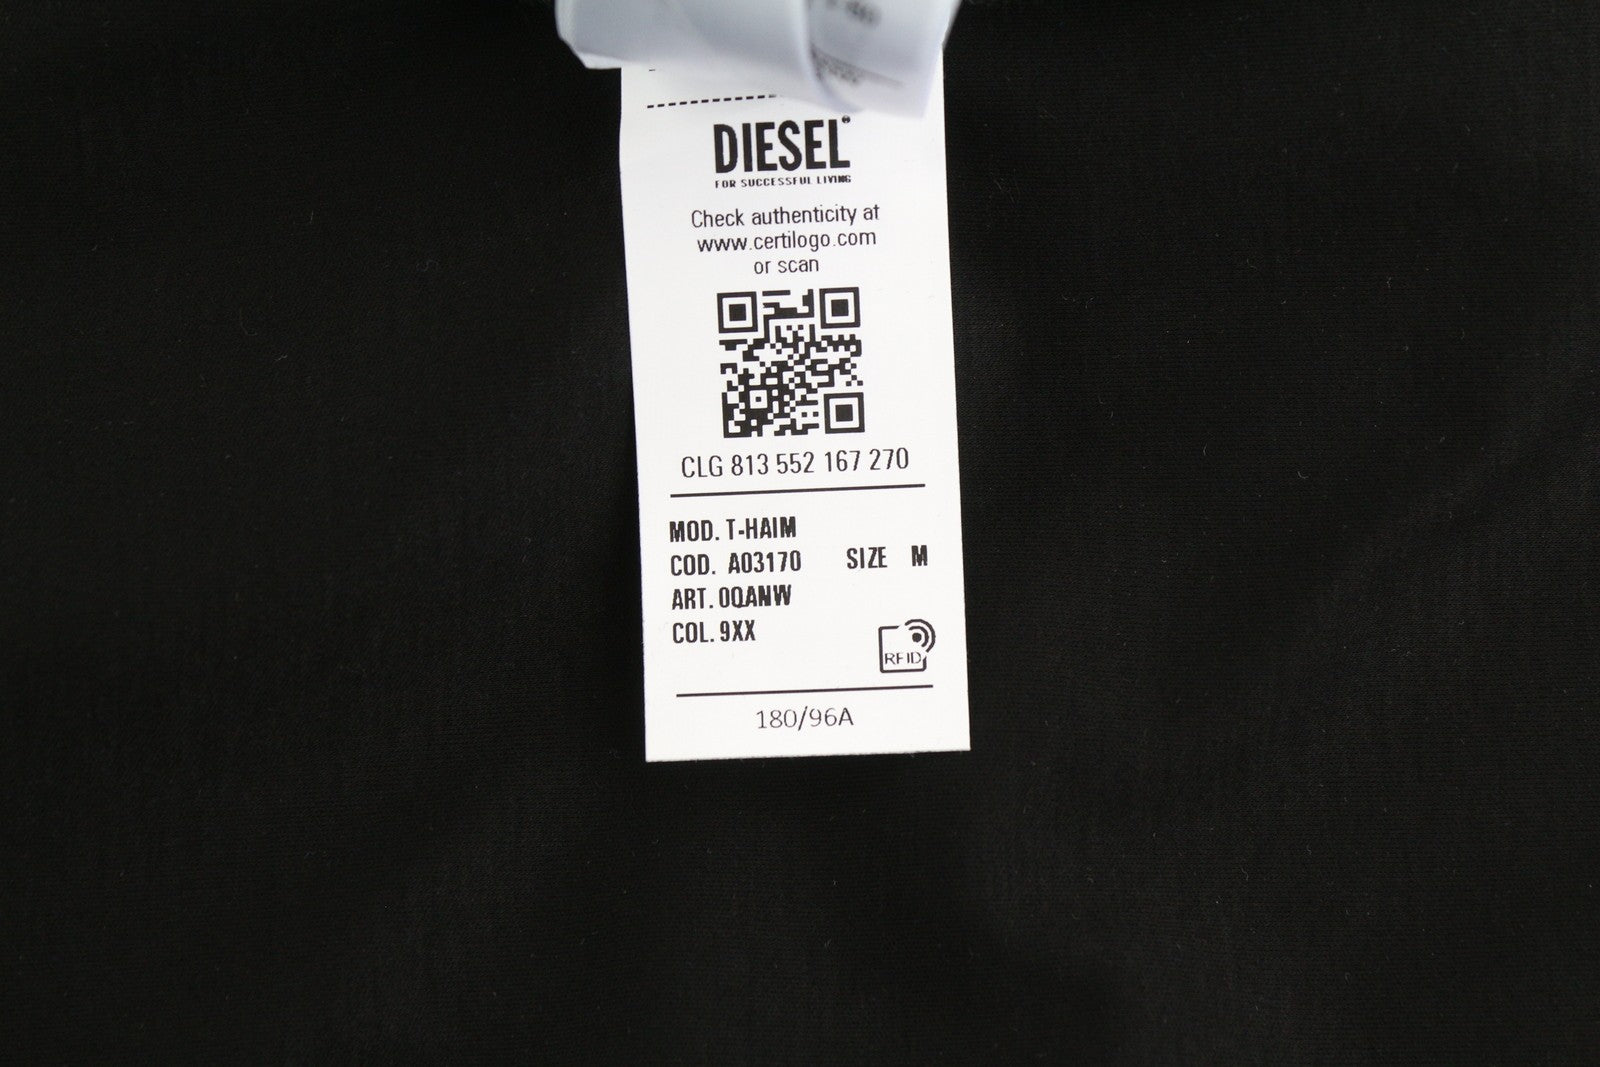 DIESEL®
FOR SUCCESSFUL LIVING
Check authenticity at
www.certilogo.com
or scan
CLG 813 552 167 270
MOD. T-HAIM
COD. A03170 SIZE M
ART. 00ANW
COL. 9XX
RFID
180/96A